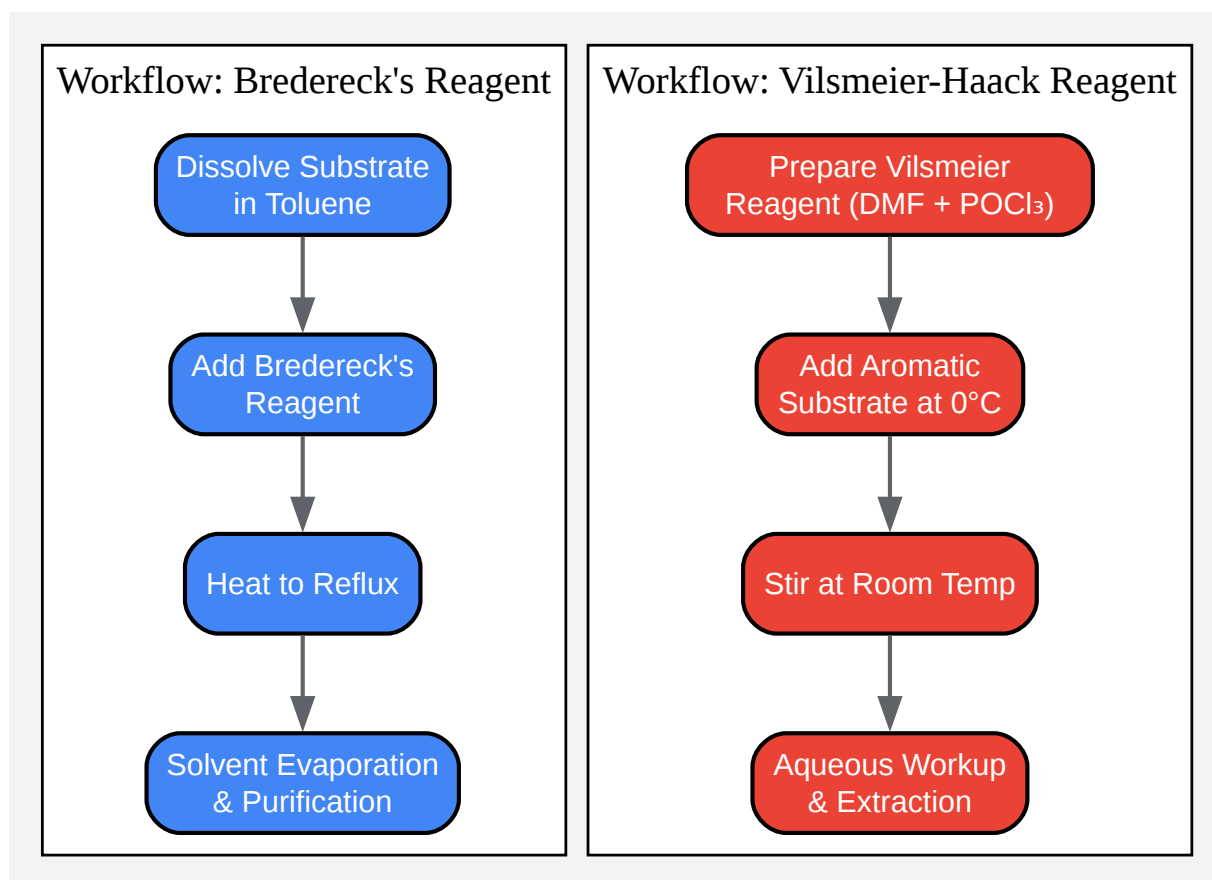 Workflow: Bredereck's Reagent
Dissolve Substrate
in Toluene
Add Bredereck's
Reagent
Heat to Reflux
Solvent Evaporation
& Purification
Workflow: Vilsmeier-Haack Reagent
Prepare Vilsmeier
Reagent (DMF + POCl₃)
Add Aromatic
Substrate at 0°C
Stir at Room Temp
Aqueous Workup
& Extraction